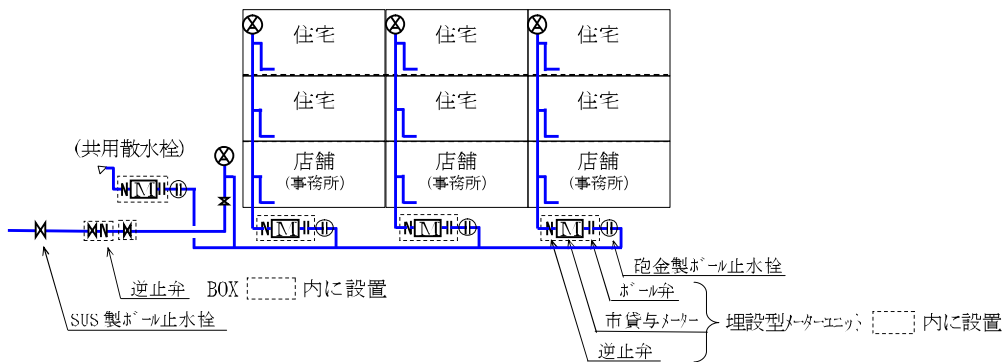 住宅 住宅 住宅
住宅 住宅 住宅
(共用散水栓)
店舗 店舗 店舗
(事務所) (事務所) (事務所)
M
M M M
砲金製ボール止水栓
逆止弁 BOX 内に設置
ボール弁
SUS製ボール止水栓
市貸与メーター
埋設型メーターユニット 内に設置
逆止弁